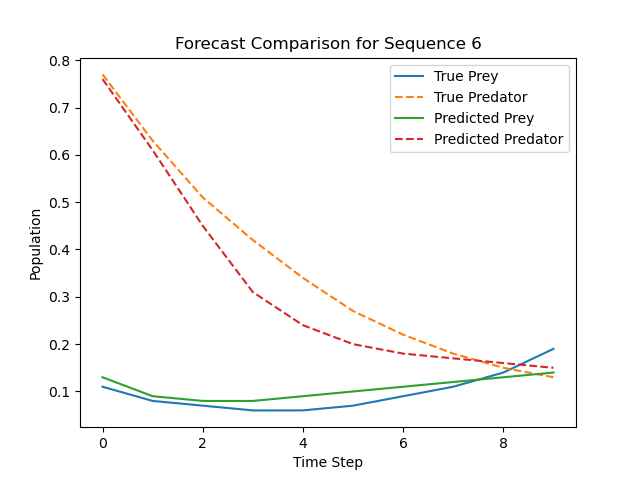 Forecast Comparison for Sequence 6
True Prey
True Predator
Predicted Prey
Predicted Predator
Population
0.8
0.7
0.6
0.5
0.4
0.3
0.2
0.1
0 2 4 6 8
Time Step